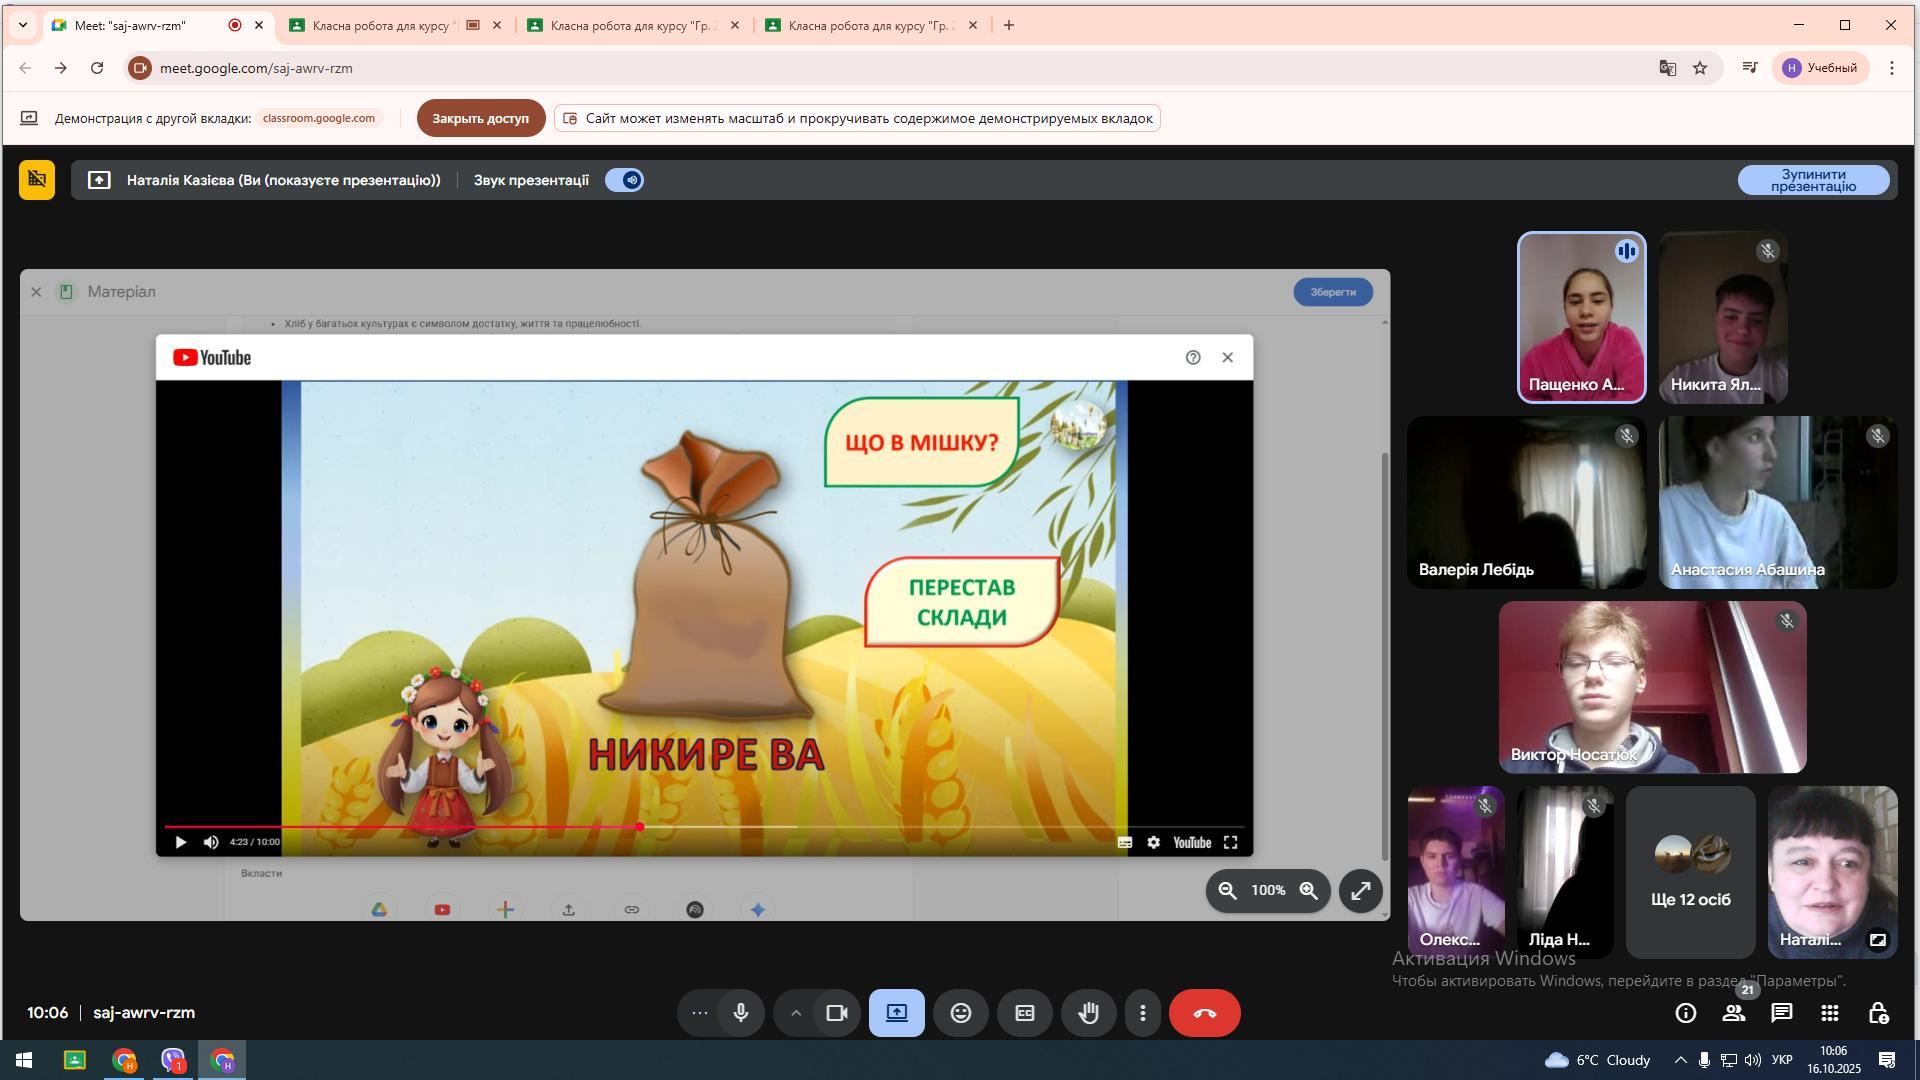 Meet: "saj-awrv-rzm"
Класна робота для курсу "
Класна робота для курсу "Гр. 2
Класна робота для курсу "Гр. 2
meet.google.com/saj-awrv-rzm
Н
Учебный
Демонстрация с другой вкладки: classroom.google.com
Закрыть доступ
Сайт может изменять масштаб и прокручивать содержимое демонстрируемых вкладок
Наталія Казієва (Ви (показуєте презентацію))
Звук презентації
Зупинити
презентацію
Матеріал
Зберегти
Хліб у багатьох культурах є символом достатку, життя та працелюбності.
YouTube
ЩО В МІШКУ?
ПЕРЕСТАВ
СКЛАДИ
НИКИРЕ ВА
4:23 / 10:00
YouTube
Вкласти
100%
Пащенко А...
Никита Ял...
Валерія Лебідь
Анастасия Абашина
Виктор Носатюк
Олекс...
Ліда Н...
Ще 12 осіб
Наталі...
Активация Windows
Чтобы активировать Windows, перейдите в раздел "Параметры".
10:06
saj-awrv-rzm
21
6°C Cloudy
УКР
10:06
16.10.2025